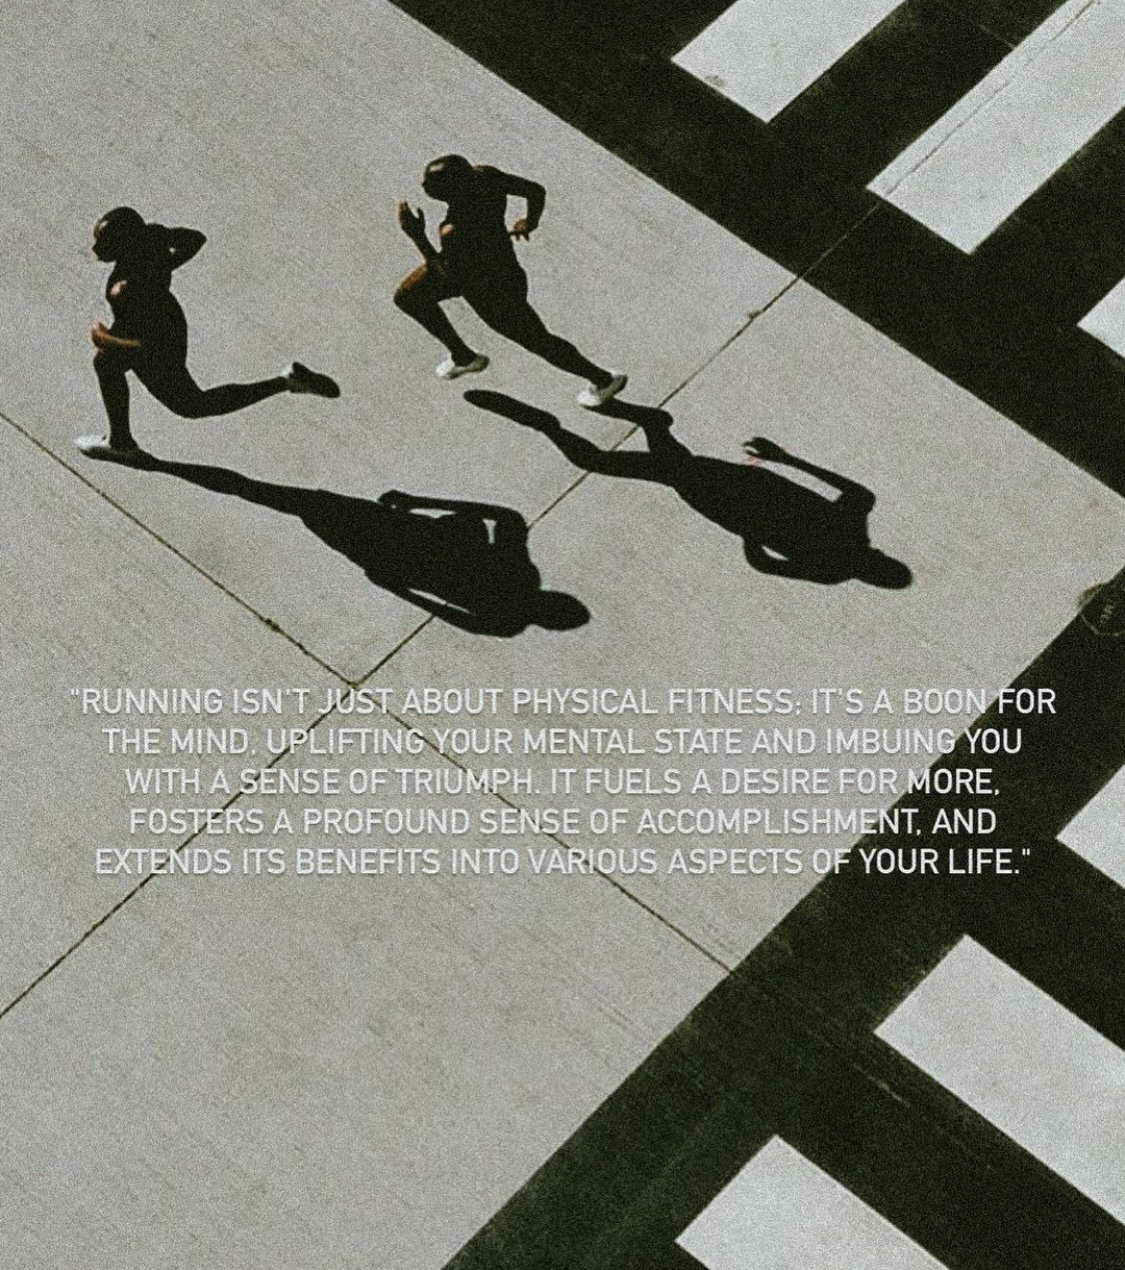 "RUNNING ISN'T JUST ABOUT PHYSICAL FITNESS; IT'S A BOON FOR
THE MIND, UPLIFTING YOUR MENTAL STATE AND IMBUING YOU
WITH A SENSE OF TRIUMPH. IT FUELS A DESIRE FOR MORE,
FOSTERS A PROFOUND SENSE OF ACCOMPLISHMENT, AND
EXTENDS ITS BENEFITS INTO VARIOUS ASPECTS OF YOUR LIFE."